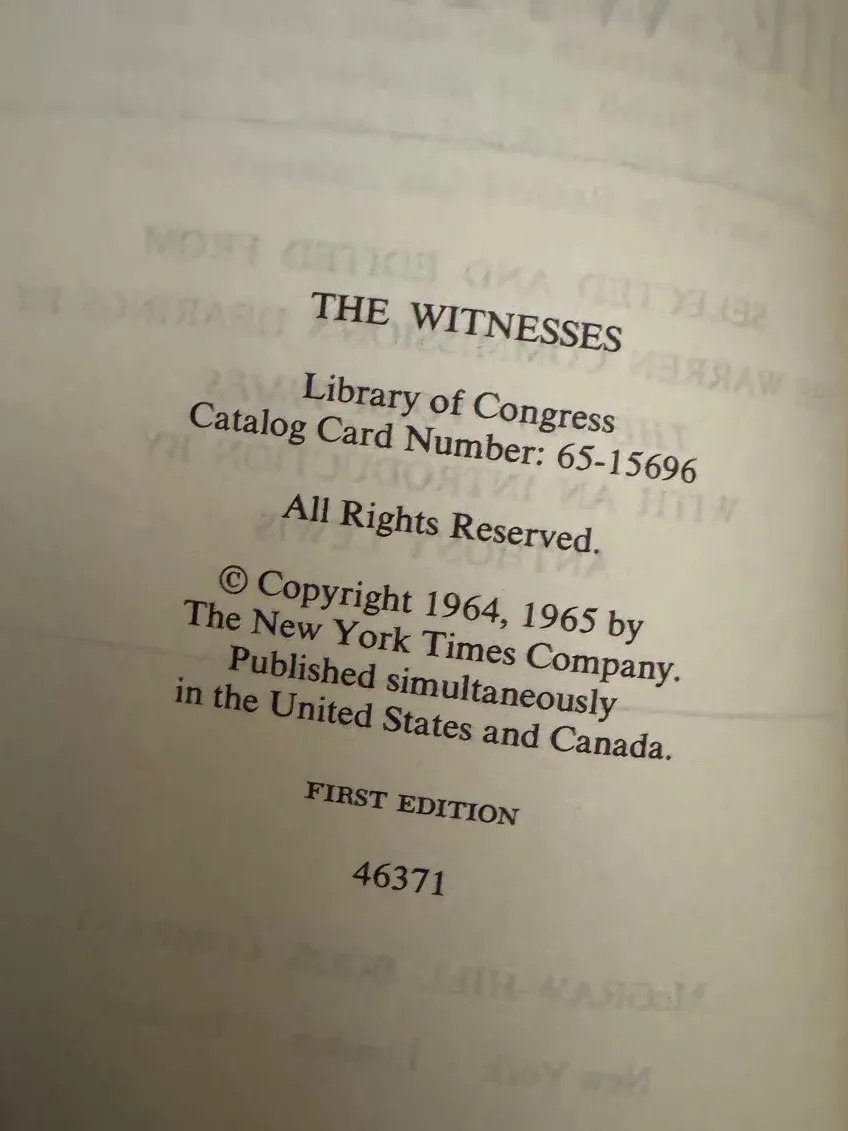 THE WITNESSES
Library of Congress
Catalog Card Number: 65-15696
All Rights Reserved.
© Copyright 1964, 1965 by
The New York Times Company.
Published simultaneously
in the United States and Canada.
FIRST EDITION
46371